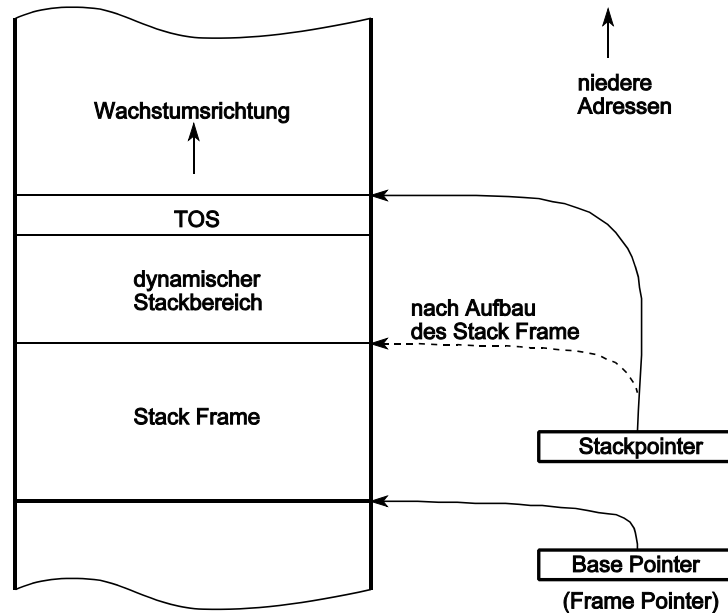 niedere
Adressen
Wachstumsrichtung
TOS
dynamischer
Stackbereich
nach Aufbau
des Stack Frame
Stack Frame
Stackpointer
Base Pointer
(Frame Pointer)